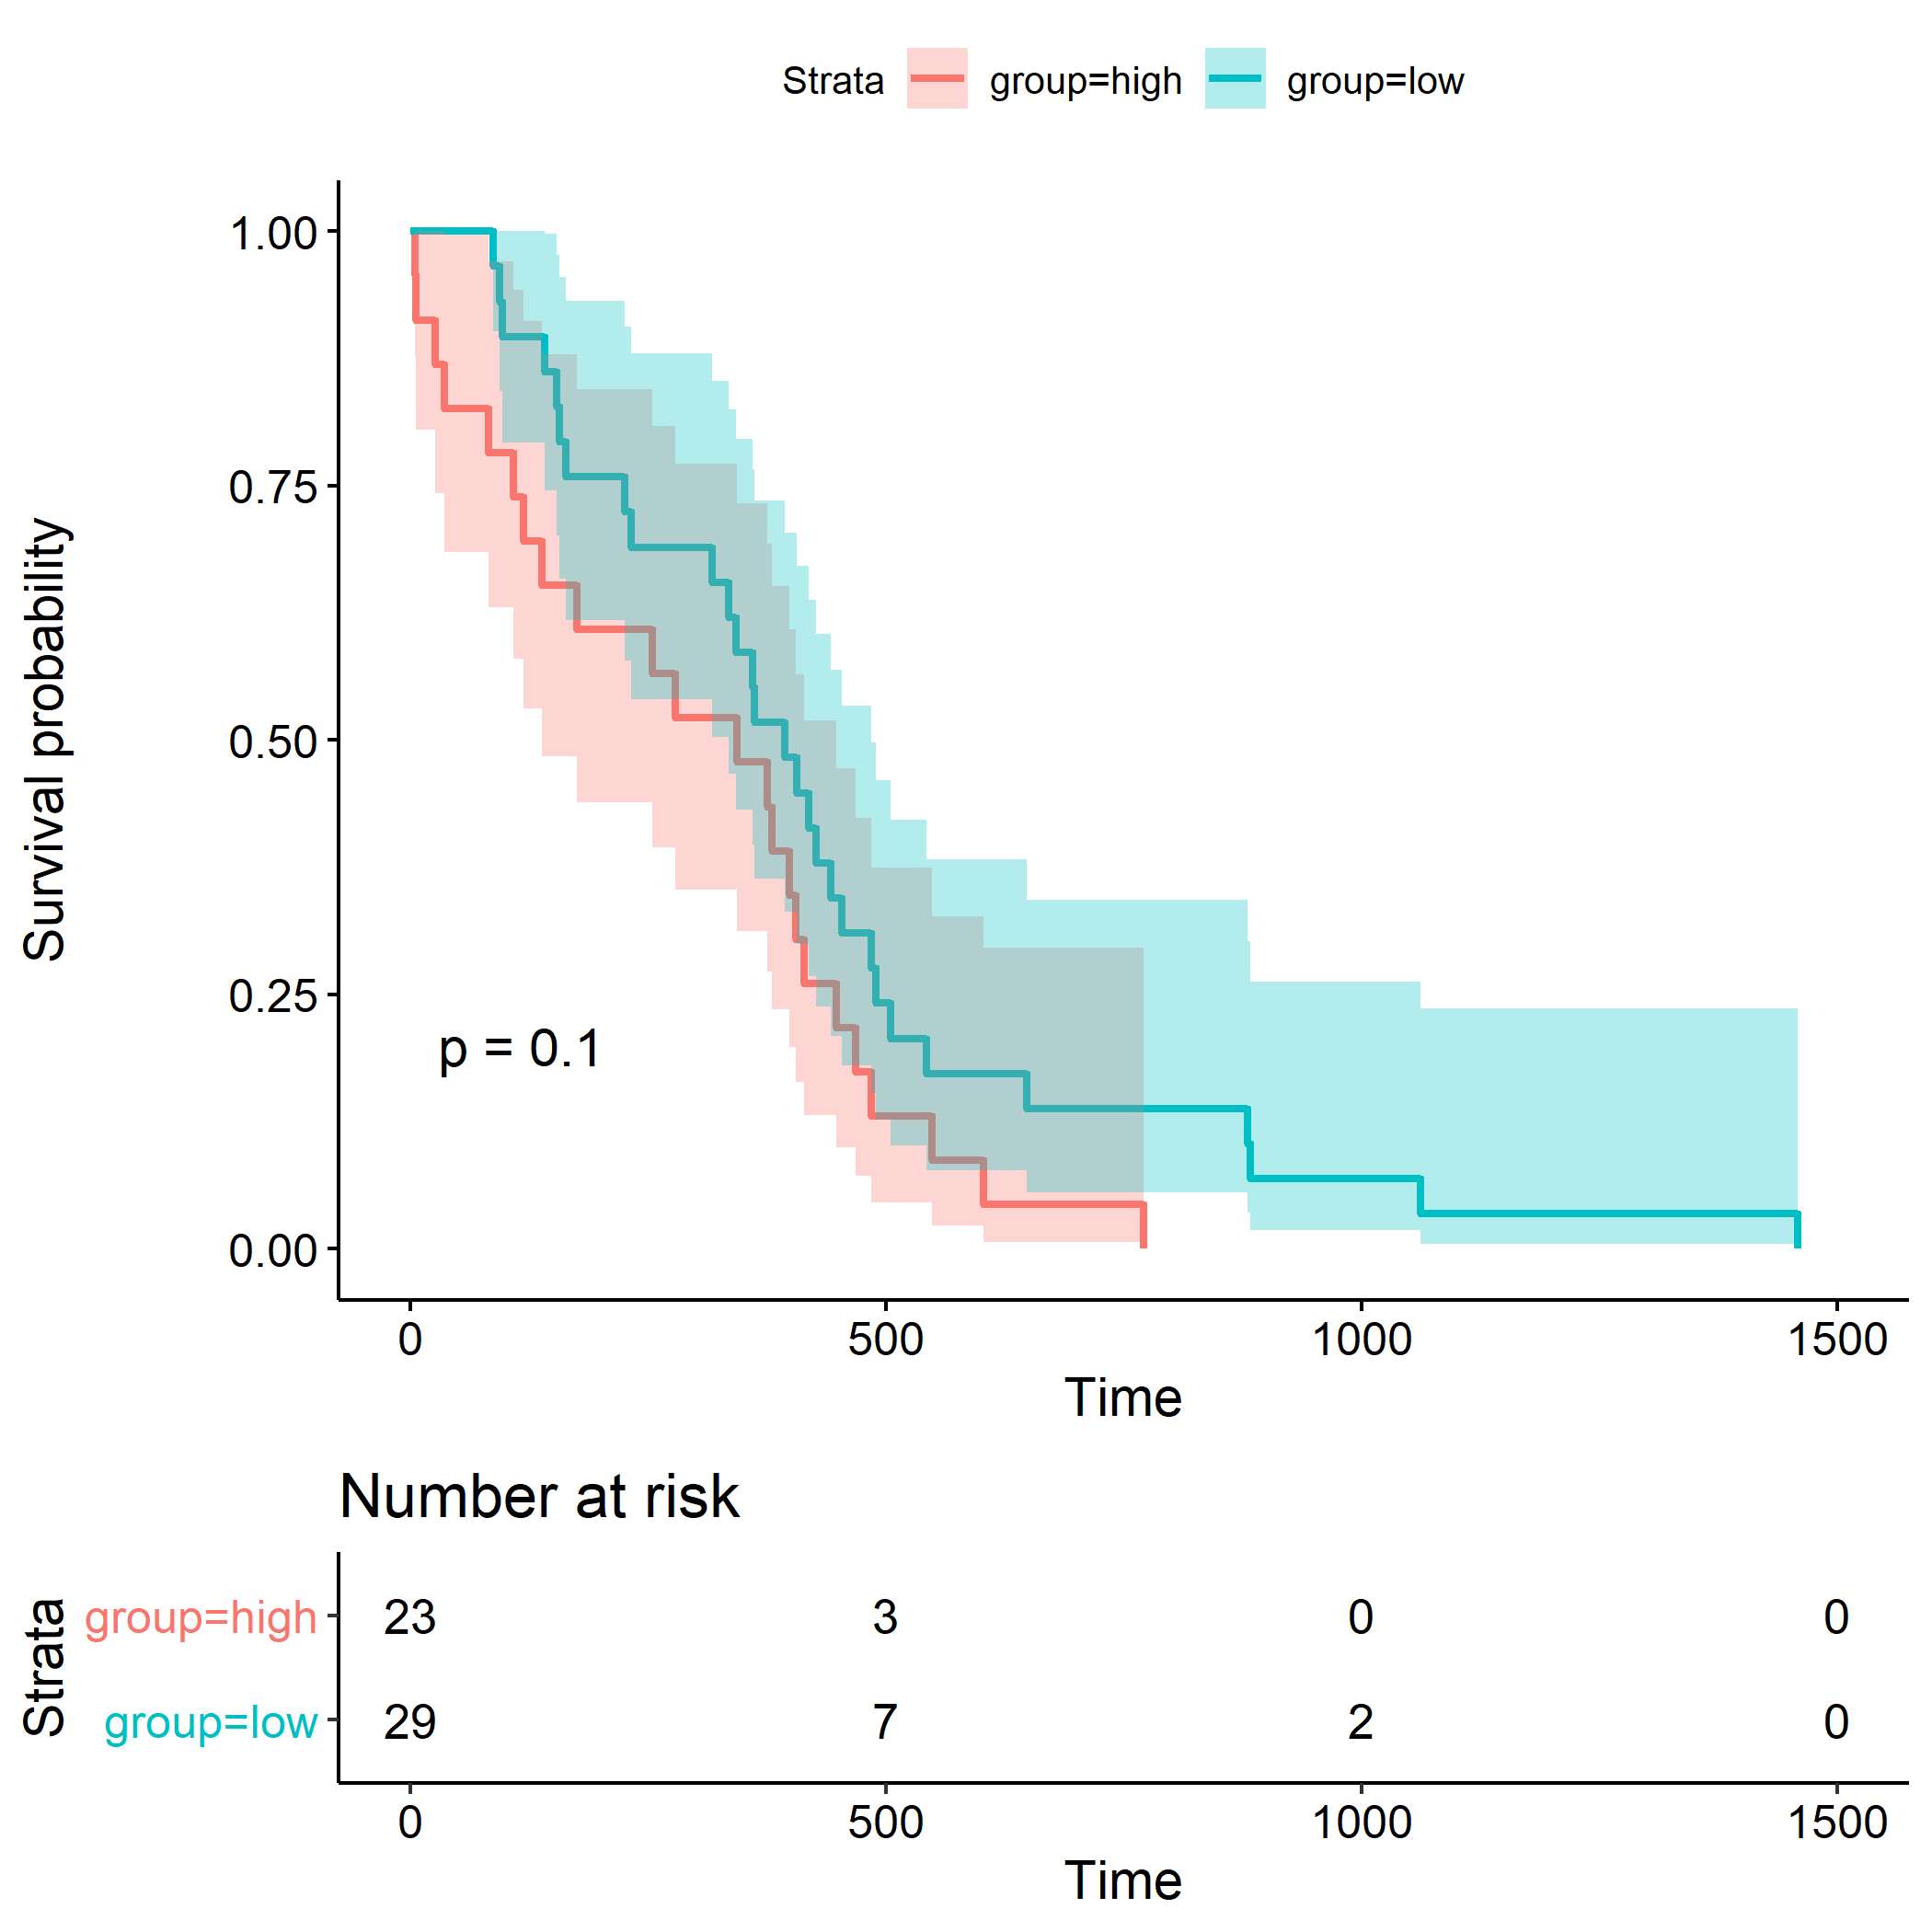 Strata group=high group=low
Survival probability
1.00
0.75
0.50
0.25
0.00
p = 0.1
0 500 1000 1500
Time
Number at risk
Strata
group=high 23 3 0 0
group=low 29 7 2 0
0 500 1000 1500
Time